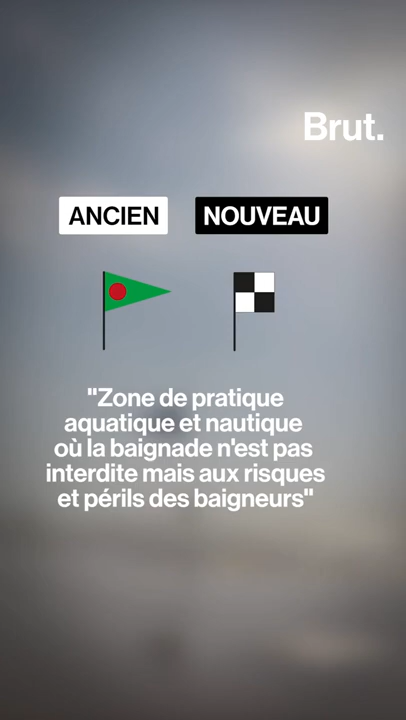 Brut.
ANCIEN NOUVEAU
"Zone de pratique
aquatique et nautique
où la baignade n'est pas
interdite mais aux risques
et périls des baigneurs"